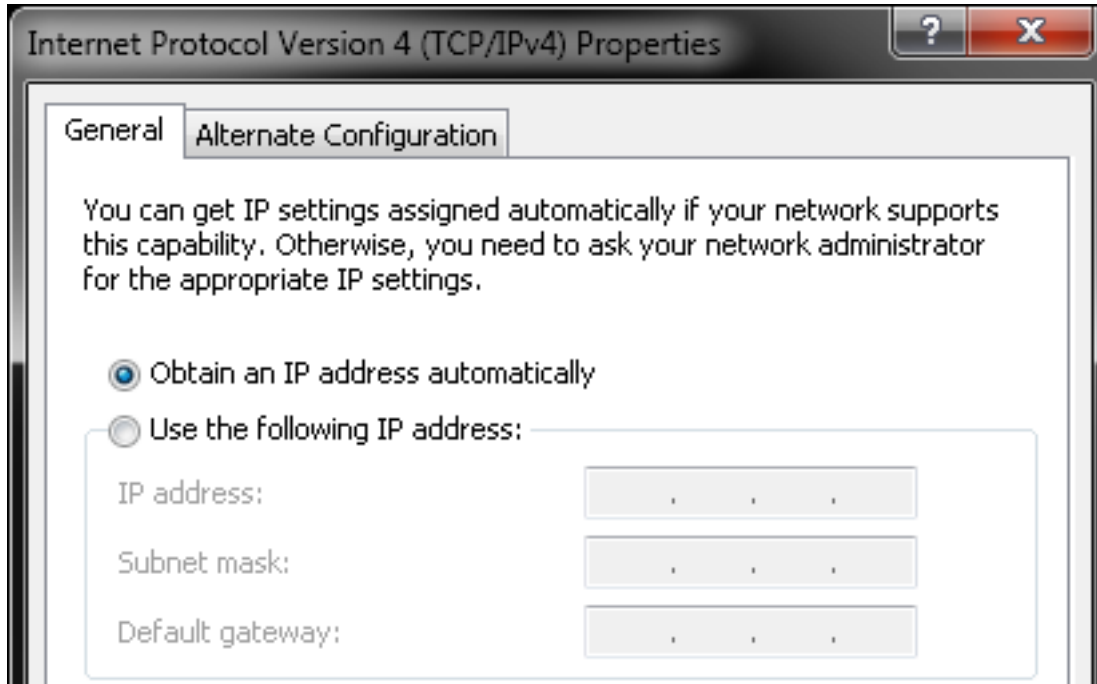 Internet Protocol Version 4 (TCP/IPv4) Properties
?
General
Alternate Configuration
You can get IP settings assigned automatically if your network supports
this capability. Otherwise, you need to ask your network administrator
for the appropriate IP settings.
Obtain an IP address automatically
Use the following IP address:
IP address: . . .
Subnet mask: . . .
Default gateway: . . .